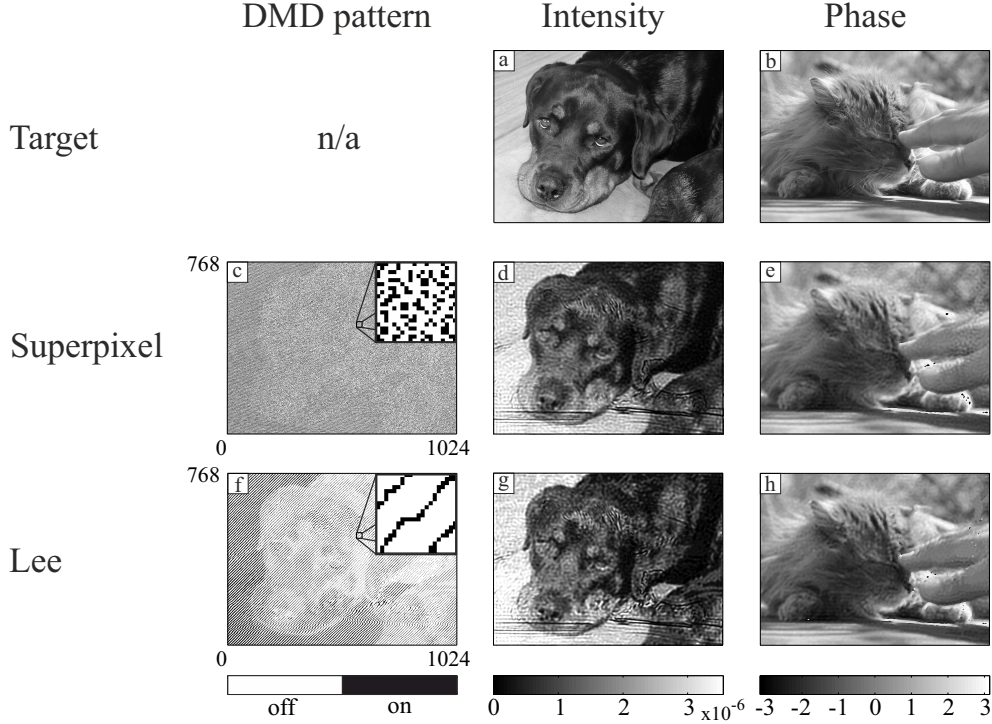 DMD pattern Intensity Phase
a b
Target n/a
768 c d e
Superpixel
0 1024
768 f g h
Lee
0 1024
off on 0 1 2 3 x10-6 -3 -2 -1 0 1 2 3